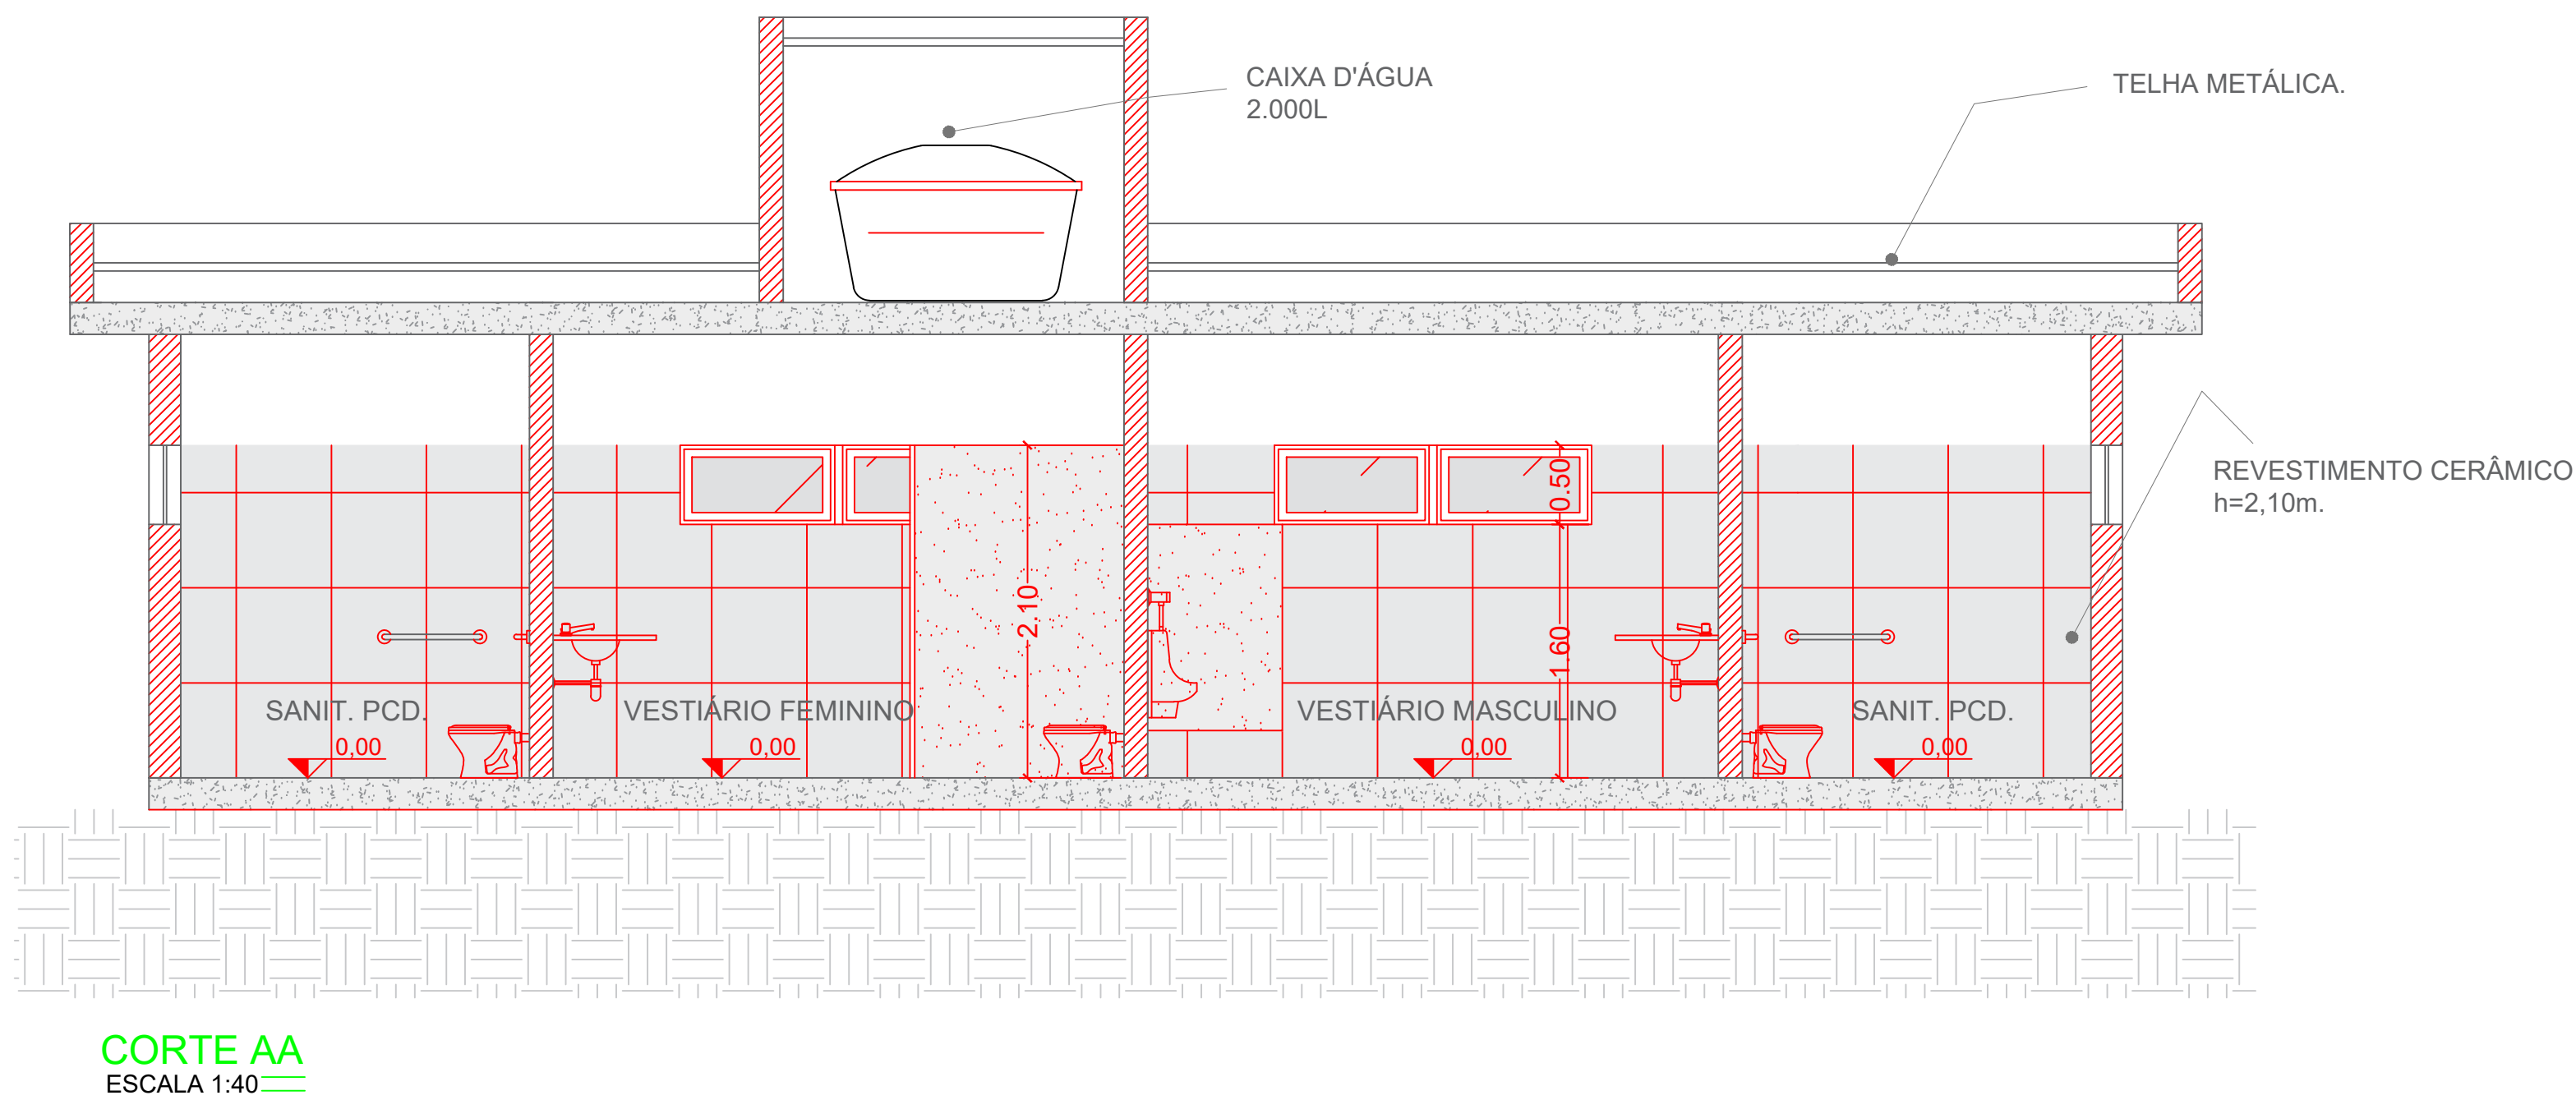 CAIXA D'ÁGUA
2.000L
TELHA METÁLICA.
REVESTIMENTO CERÂMICO
h=2,10m.
0.50
2.10
1.60
SANIT. PCD.
0,00
VESTIÁRIO FEMININO
0,00
VESTIÁRIO MASCULINO
0,00
SANIT. PCD.
0,00
CORTE AA
ESCALA 1:40